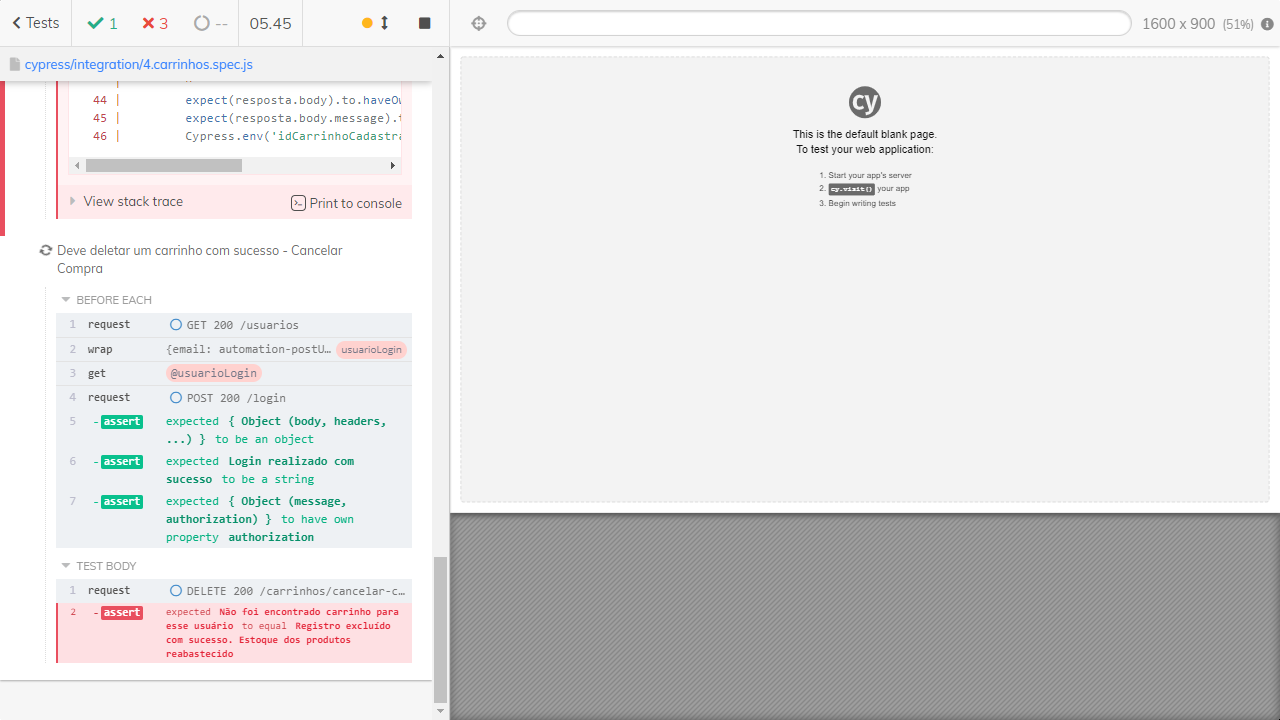 Tests
1
3
--
05.45
1600 x 900 (51%)
cypress/integration/4.carrinhos.spec.js
44 | expect(resposta.body).to.haveOw
45 | expect(resposta.body.message).t
46 | Cypress.env('idCarrinhoCadastra
View stack trace
Print to console
Deve deletar um carrinho com sucesso - Cancelar
Compra
BEFORE EACH
1 request GET 200 /usuarios
2 wrap {email: automation-postU… usuarioLogin
3 get @usuarioLogin
4 request POST 200 /login
5 -assert expected { Object (body, headers,
...) } to be an object
6 -assert expected Login realizado com
sucesso to be a string
7 -assert expected { Object (message,
authorization) } to have own
property authorization
TEST BODY
1 request DELETE 200 /carrinhos/cancelar-c…
2 -assert expected Não foi encontrado carrinho para
esse usuário to equal Registro excluído
com sucesso. Estoque dos produtos
reabastecido
cy
This is the default blank page.
To test your web application:
1. Start your app's server
2. cy.visit() your app
3. Begin writing tests